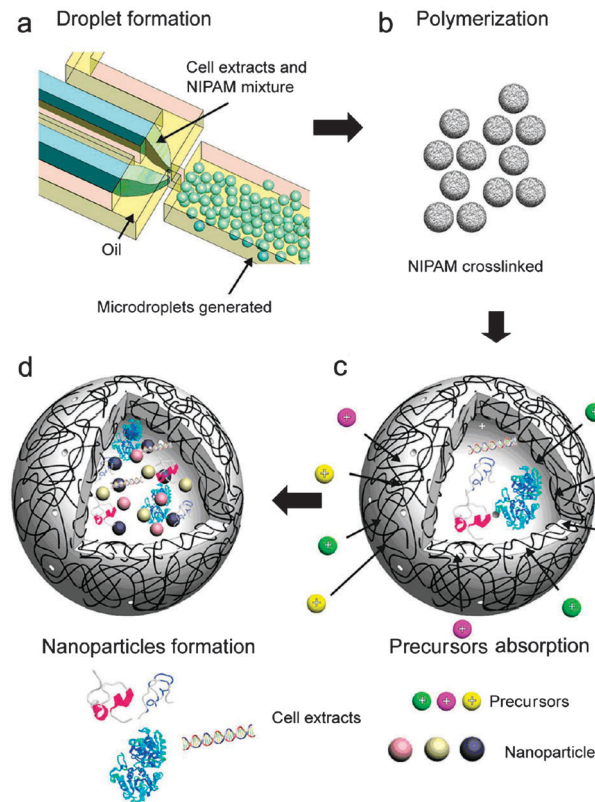 a
Droplet formation
Cell extracts and
NIPAM mixture
Oil
Microdroplets generated
b
Polymerization
NIPAM crosslinked
d
Nanoparticles formation
c
Precursors absorption
Cell extracts
Precursors
Nanoparticle